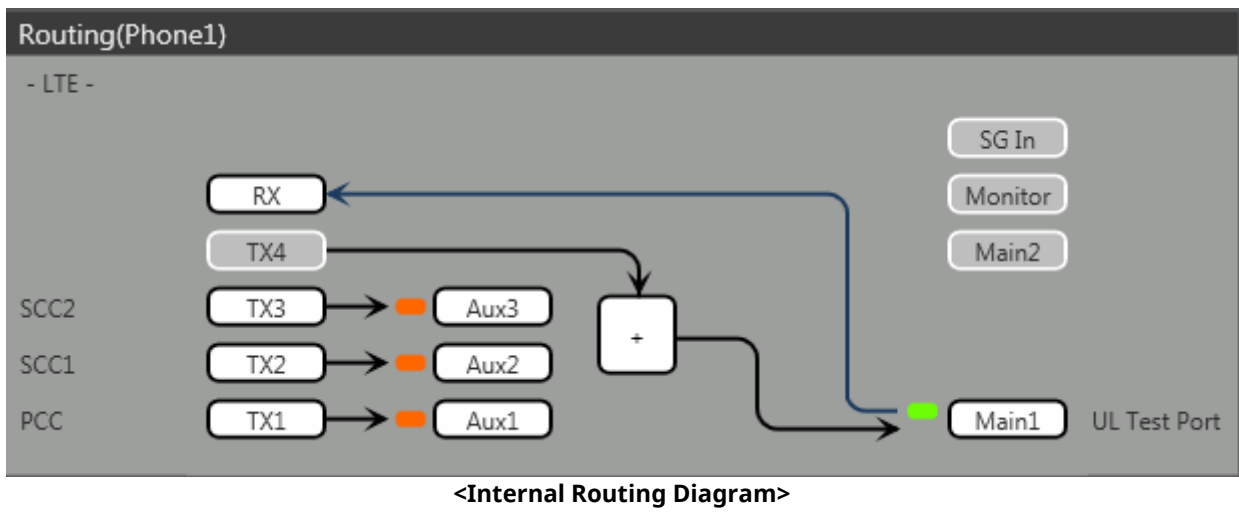 Routing(Phone1)
- LTE -
SG In
RX
Monitor
TX4
Main2
SCC2 TX3 Aux3
+
SCC1 TX2 Aux2
PCC TX1 Aux1 Main1 UL Test Port
<Internal Routing Diagram>